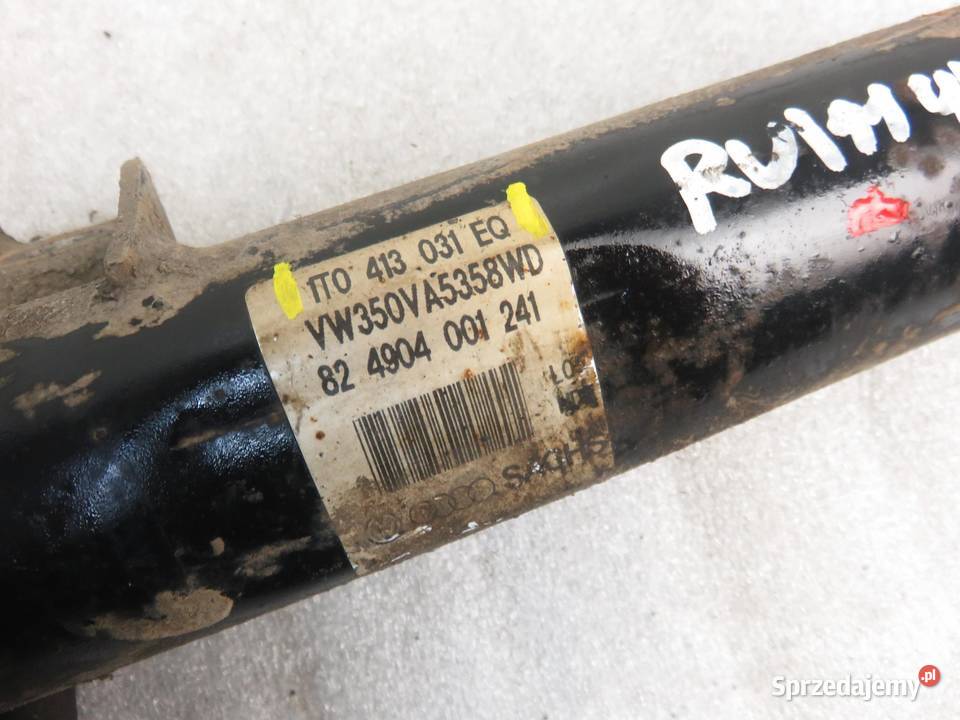 1T0 413 031 EQ
VW350VA5358WD
82 4904 001 241
SACHS
Sprzedajemy.pl